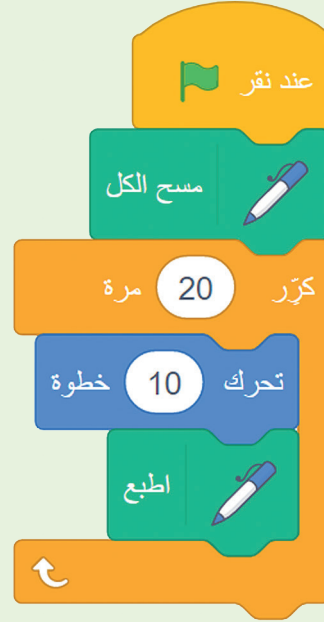 عند نقر
مسح الكل
كرّر 20 مرة
تحرك 10 خطوة
اطبع